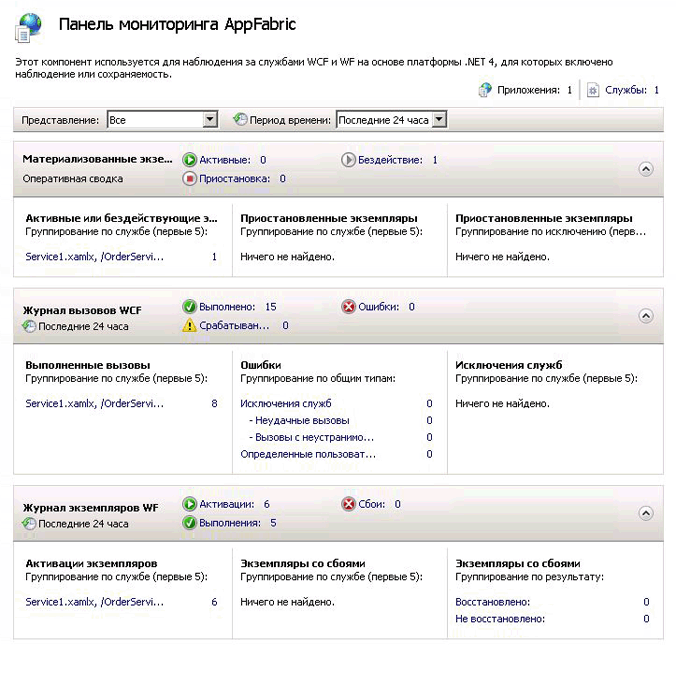 Панель мониторинга AppFabric
Этот компонент используется для наблюдения за службами WCF и WF на основе платформы .NET 4, для которых включено
наблюдение или сохраняемость.
Приложения: 1 Службы: 1
Представление: Все Период времени: Последние 24 часа
Материализованные экзе... Активные: 0 Бездействие: 1
Оперативная сводка Приостановка: 0
Активные или бездействующие э... Приостановленные экземпляры Приостановленные экземпляры
Группирование по службе (первые 5): Группирование по службе (первые 5): Группирование по исключению (перв...
Service1.xamlx, /OrderServi... 1 Ничего не найдено. Ничего не найдено.
Журнал вызовов WCF Выполнено: 15 Ошибки: 0
Последние 24 часа Срабатыван... 0
Выполненные вызовы Ошибки Исключения служб
Группирование по службе (первые 5): Группирование по общим типам: Группирование по службе (первые 5):
Service1.xamlx, /OrderServi... 8 Исключения служб 0 Ничего не найдено.
- Неудачные вызовы 0
- Вызовы с неустранимо... 0
Определенные пользоват... 0
Журнал экземпляров WF Активации: 6 Сбои: 0
Последние 24 часа Выполнения: 5
Активации экземпляров Экземпляры со сбоями Экземпляры со сбоями
Группирование по службе (первые 5): Группирование по службе (первые 5): Группирование по результату:
Service1.xamlx, /OrderServi... 6 Ничего не найдено. Восстановлено: 0
Не восстановлено: 0